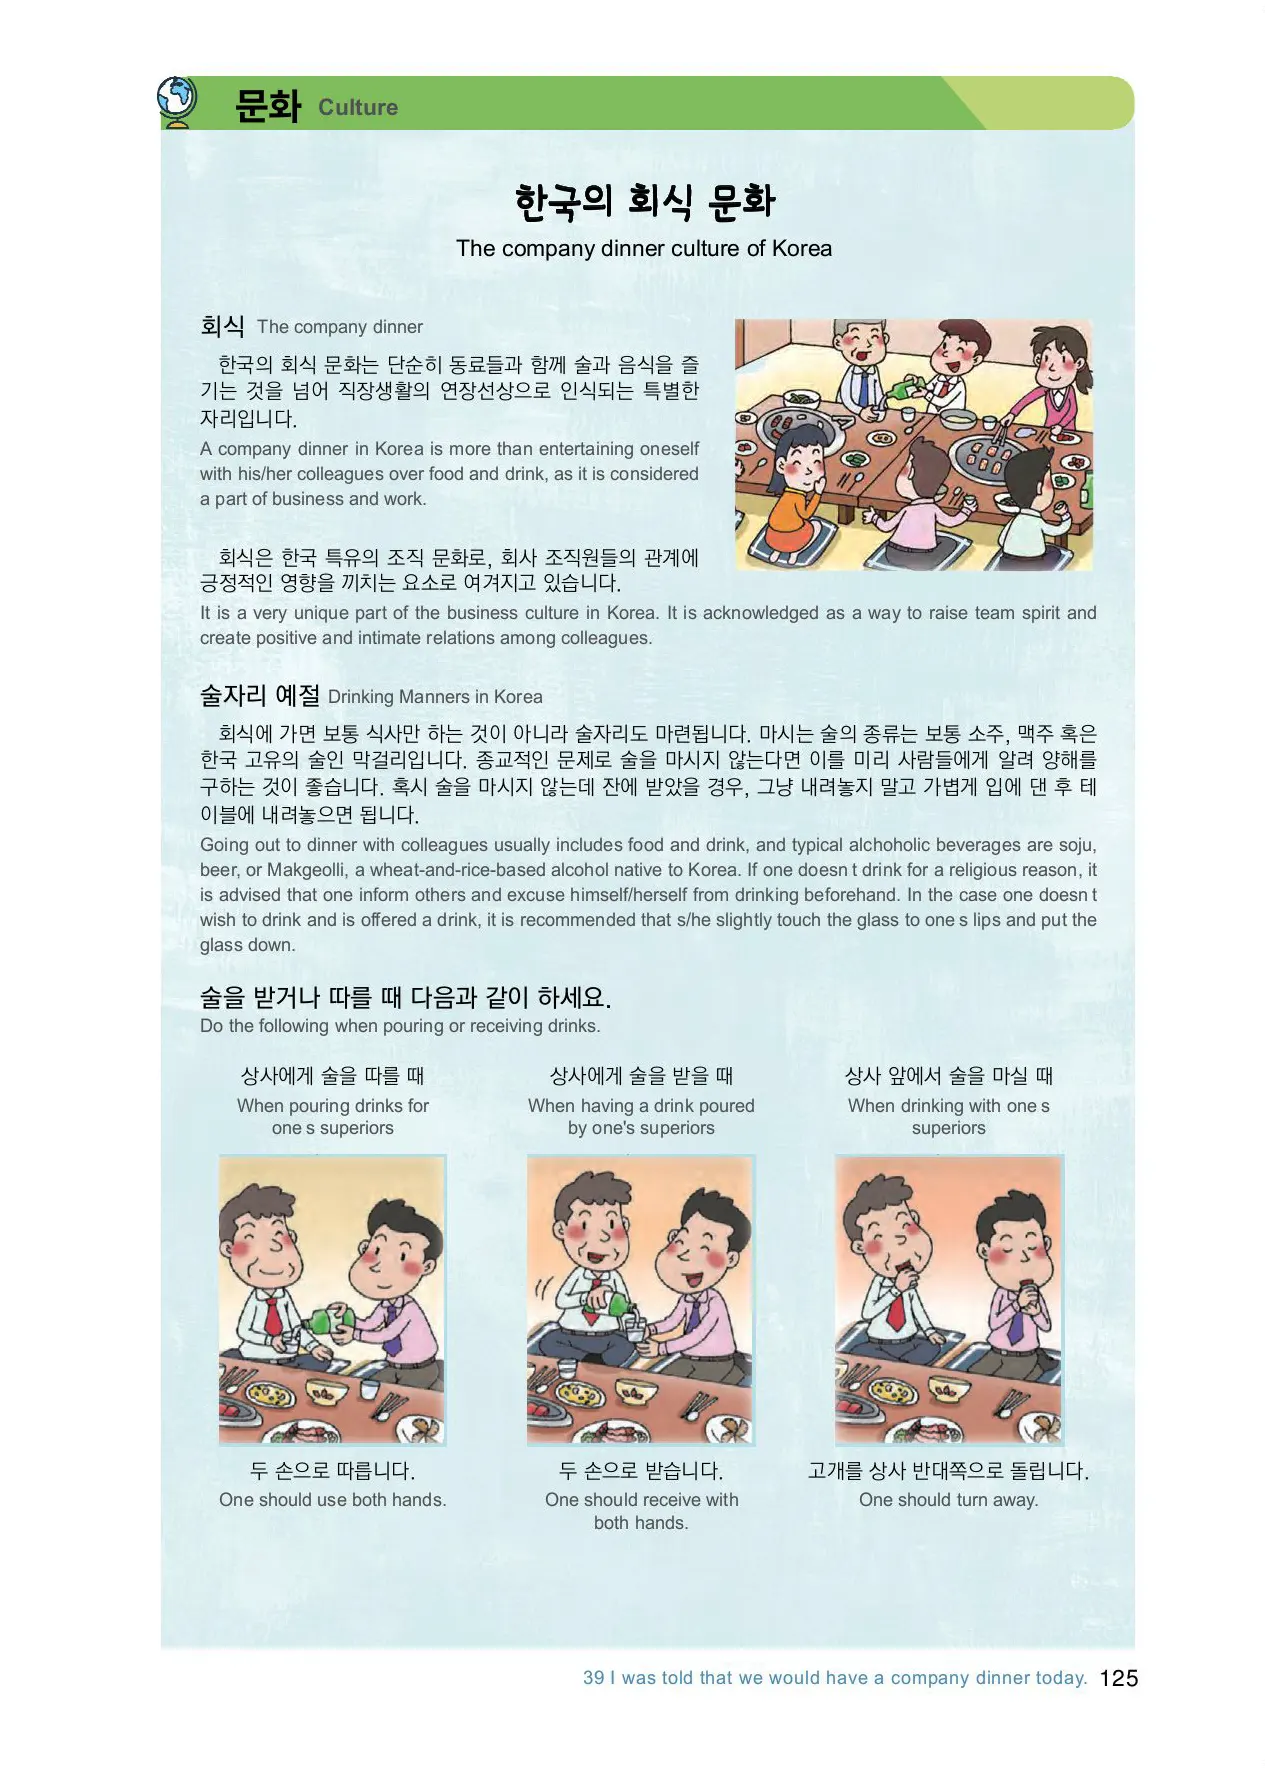 문화 Culture
한국의 회식 문화
The company dinner culture of Korea
회식 The company dinner
한국의 회식 문화는 단순히 동료들과 함께 술과 음식을 즐
기는 것을 넘어 직장생활의 연장선상으로 인식되는 특별한
자리입니다.
A company dinner in Korea is more than entertaining oneself
with his/her colleagues over food and drink, as it is considered
a part of business and work.
회식은 한국 특유의 조직 문화로, 회사 조직원들의 관계에
긍정적인 영향을 끼치는 요소로 여겨지고 있습니다.
It is a very unique part of the business culture in Korea. It is acknowledged as a way to raise team spirit and
create positive and intimate relations among colleagues.
술자리 예절 Drinking Manners in Korea
회식에 가면 보통 식사만 하는 것이 아니라 술자리도 마련됩니다. 마시는 술의 종류는 보통 소주, 맥주 혹은
한국 고유의 술인 막걸리입니다. 종교적인 문제로 술을 마시지 않는다면 이를 미리 사람들에게 알려 양해를
구하는 것이 좋습니다. 혹시 술을 마시지 않는데 잔에 받았을 경우, 그냥 내려놓지 말고 가볍게 입에 댄 후 테
이블에 내려놓으면 됩니다.
Going out to dinner with colleagues usually includes food and drink, and typical alchoholic beverages are soju,
beer, or Makgeolli, a wheat-and-rice-based alcohol native to Korea. If one doesn t drink for a religious reason, it
is advised that one inform others and excuse himself/herself from drinking beforehand. In the case one doesn t
wish to drink and is offered a drink, it is recommended that s/he slightly touch the glass to one s lips and put the
glass down.
술을 받거나 따를 때 다음과 같이 하세요.
Do the following when pouring or receiving drinks.
상사에게 술을 따를 때
When pouring drinks for
one s superiors
두 손으로 따릅니다.
One should use both hands.
상사에게 술을 받을 때
When having a drink poured
by one's superiors
두 손으로 받습니다.
One should receive with
both hands.
상사 앞에서 술을 마실 때
When drinking with one s
superiors
고개를 상사 반대쪽으로 돌립니다.
One should turn away.
39 I was told that we would have a company dinner today. 125